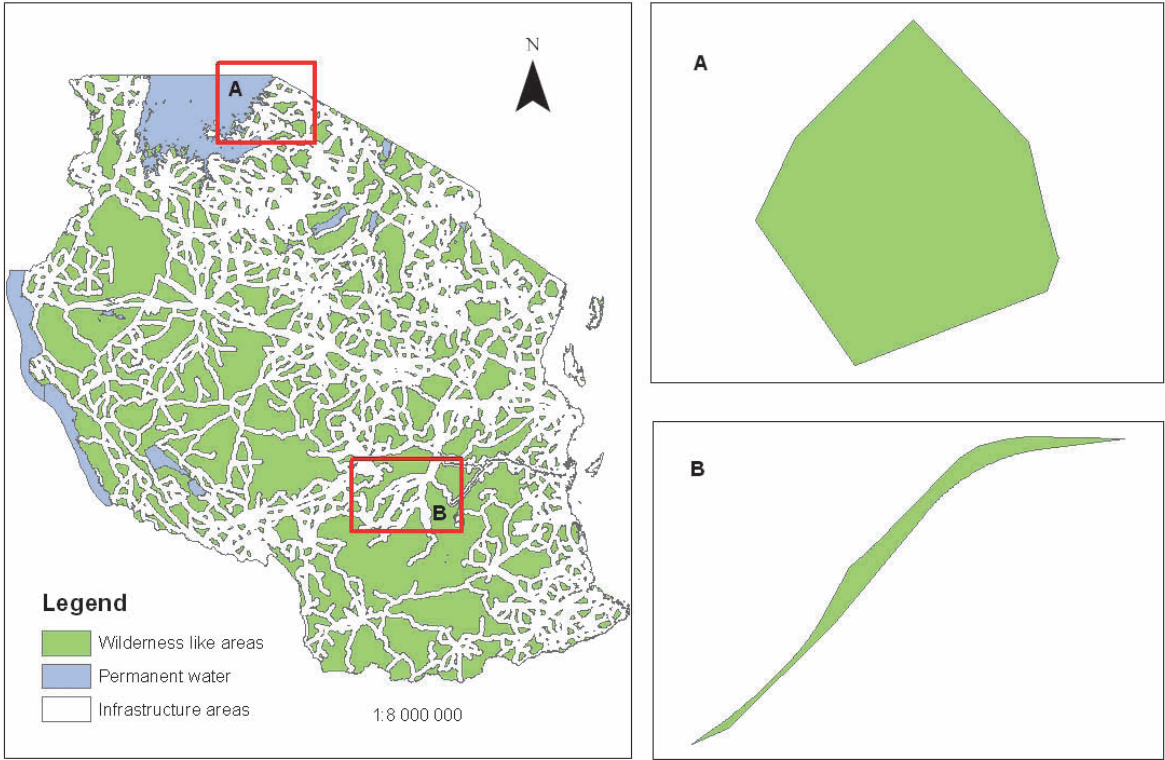 N
A
B
Legend
Wilderness like areas
Permanent water
Infrastructure areas
1:8 000 000
A
B